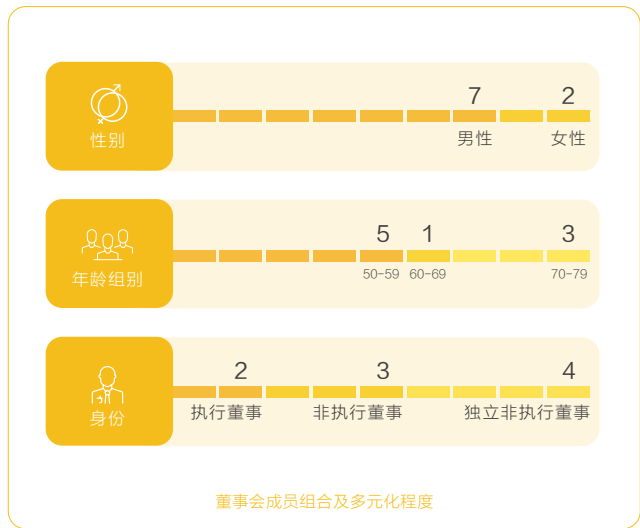 7 2
性别
男性 女性
5 1 3
年龄组别
50-59 60-69 70-79
2 3 4
执行董事 非执行董事 独立非执行董事
身份
董事会成员组合及多元化程度